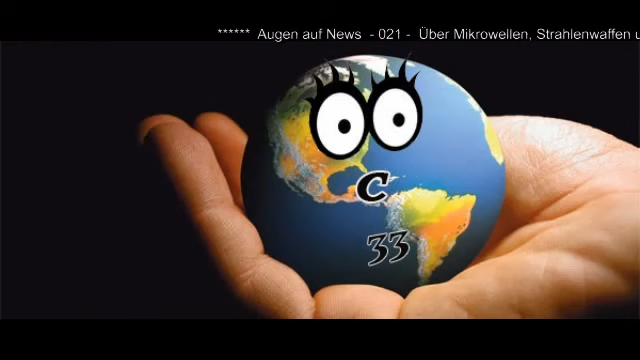 ****** Augen auf News - 021 - Über Mikrowellen, Strahlenwaffen u
C
33